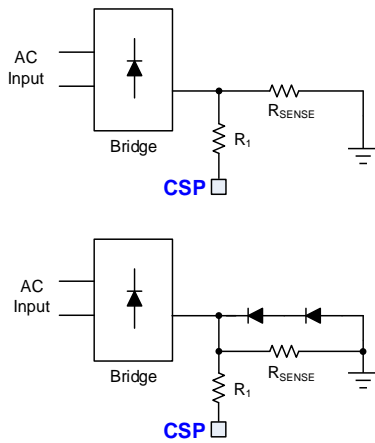 AC
Input
Bridge
R₁
RSENSE
CSP
AC
Input
Bridge
R₁
RSENSE
CSP